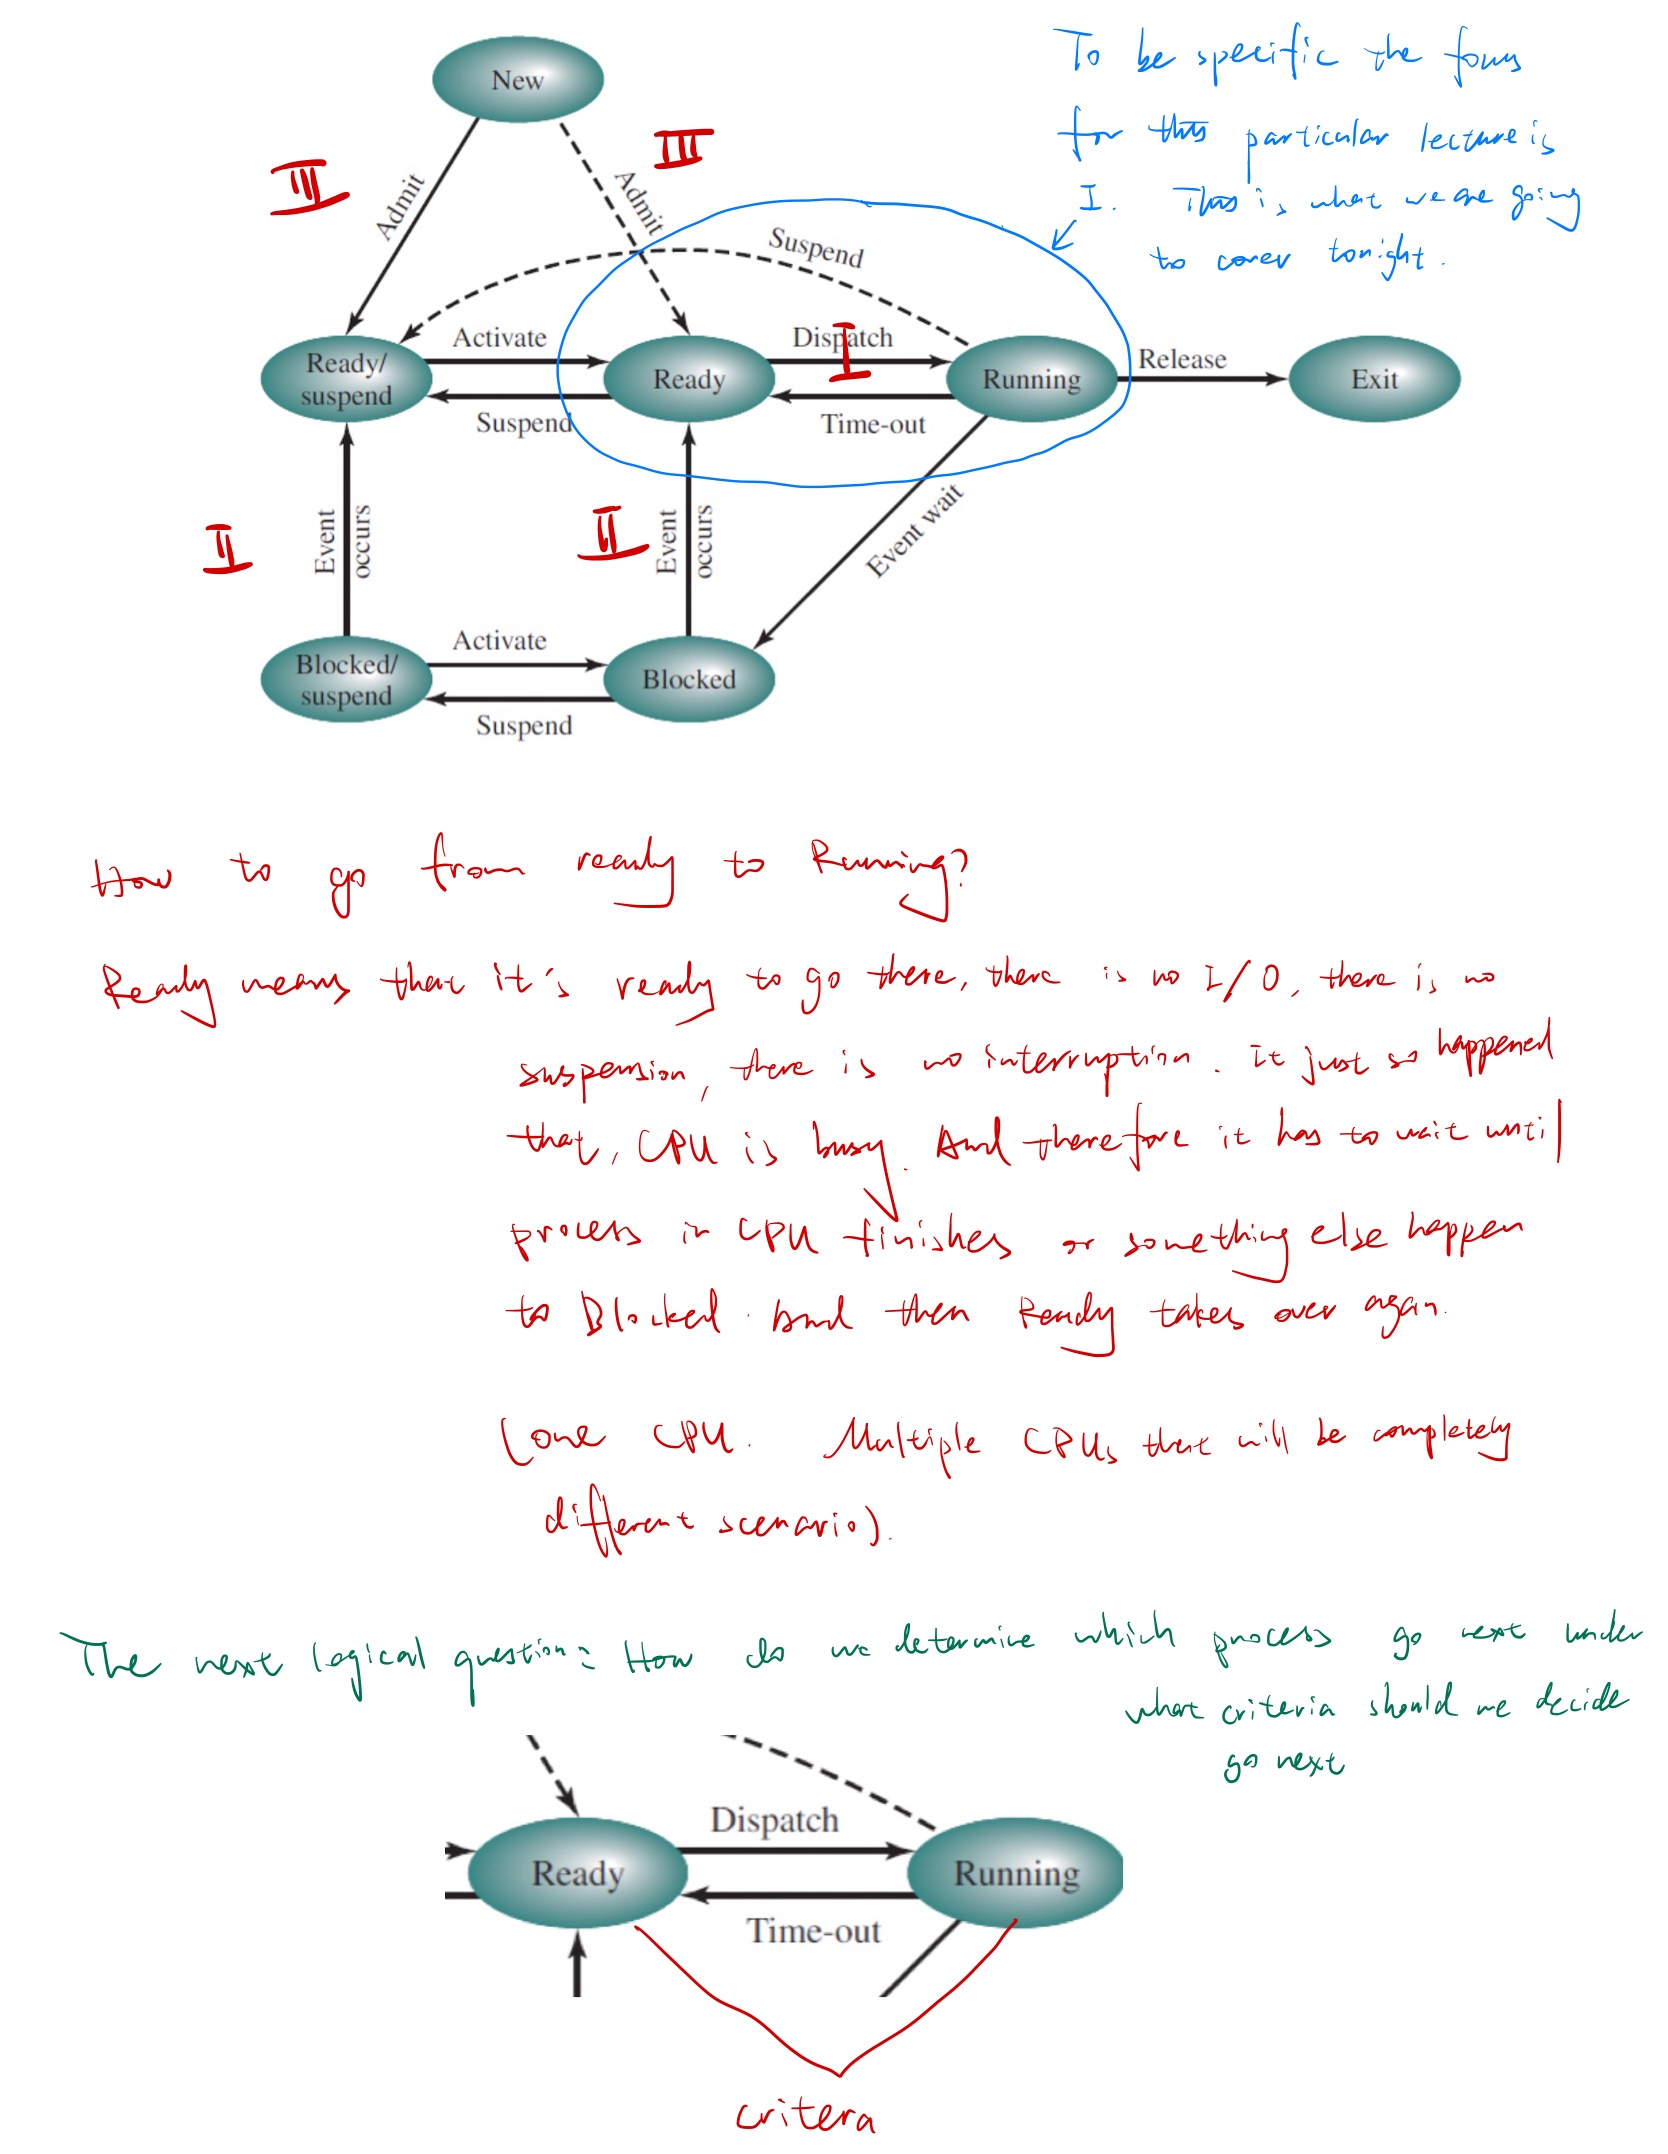 New
To be specific the focus
for this particular lecture is
I. This is what we are going
to cover tonight.
III
III
Admit
Admit
Suspend
Ready/
suspend
Activate
Suspend
Ready
Dispatch
I
Time-out
Running
Release
Exit
II
Event
occurs
II
Event
occurs
Event wait
Blocked/
suspend
Activate
Suspend
Blocked
How to go from ready to Running?
Ready means that it's ready to go there, there is no I/O, there is no
suspension, there is no interruption. it just so happened
that, CPU is busy. And therefore it has to wait until
process in CPU finishes or something else happen
to Blocked. And then Ready takes over again.
(one CPU. Multiple CPUs that will be completely
different scenario).
The next logical question: How do we determine which process go next under
what criteria should we decide
go next
Dispatch
Ready
Running
Time-out
critera